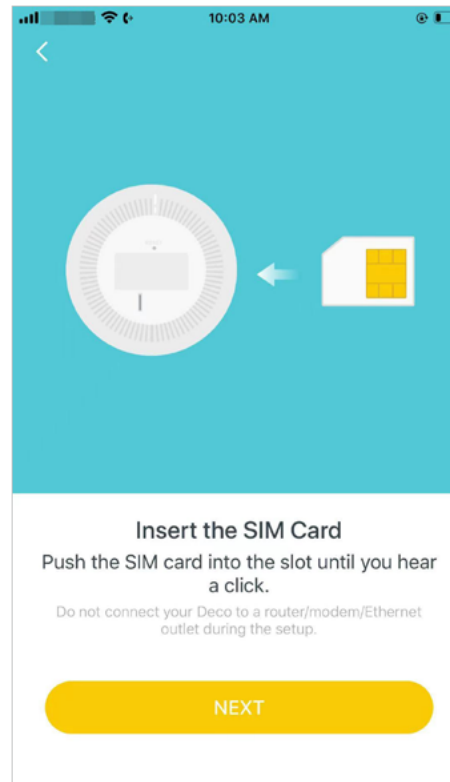 10:03 AM
Insert the SIM Card
Push the SIM card into the slot until you hear
a click.
Do not connect your Deco to a router/modem/Ethernet
outlet during the setup.
NEXT